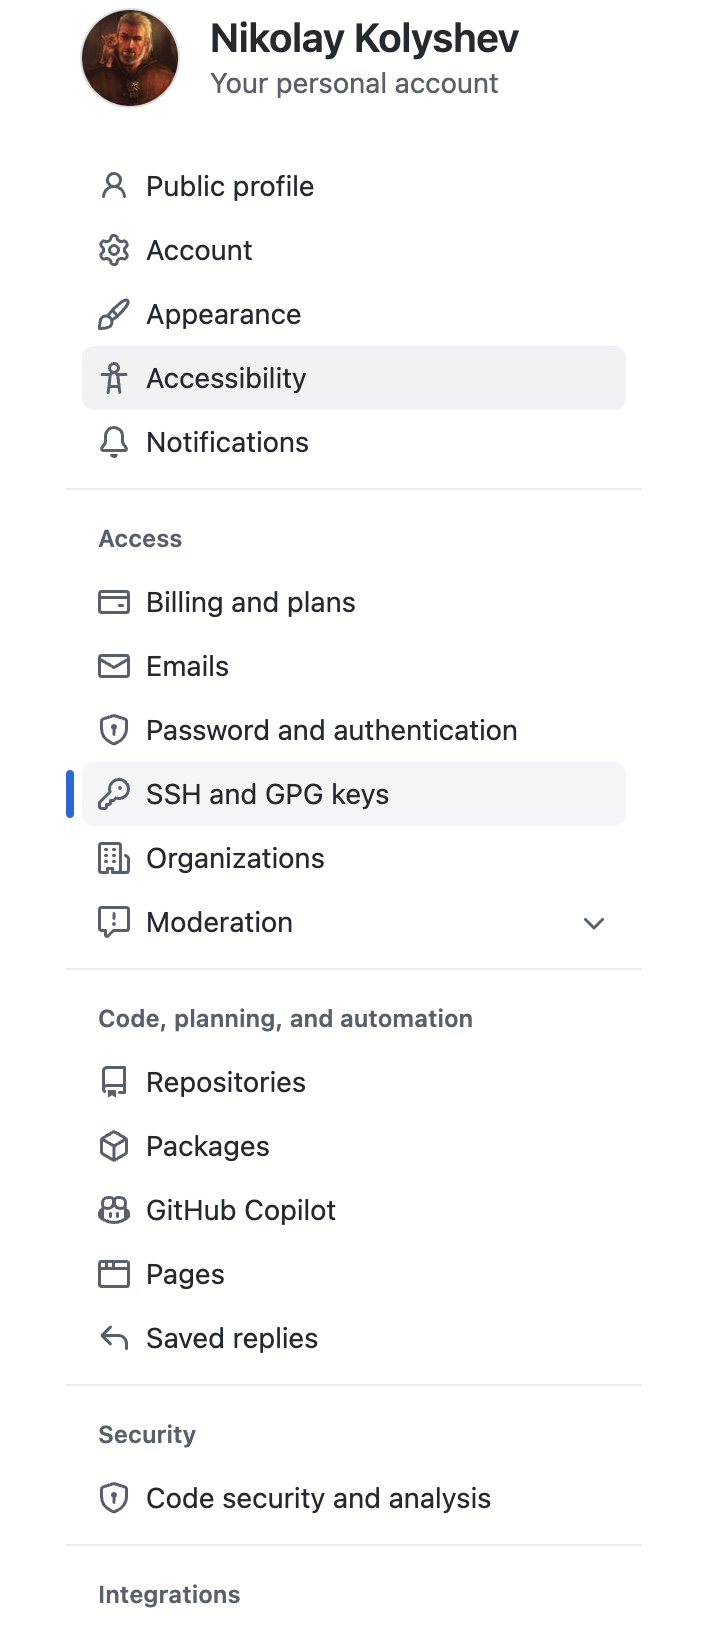 Nikolay Kolyshev
Your personal account
Public profile
Account
Appearance
Accessibility
Notifications
Access
Billing and plans
Emails
Password and authentication
SSH and GPG keys
Organizations
Moderation
Code, planning, and automation
Repositories
Packages
GitHub Copilot
Pages
Saved replies
Security
Code security and analysis
Integrations